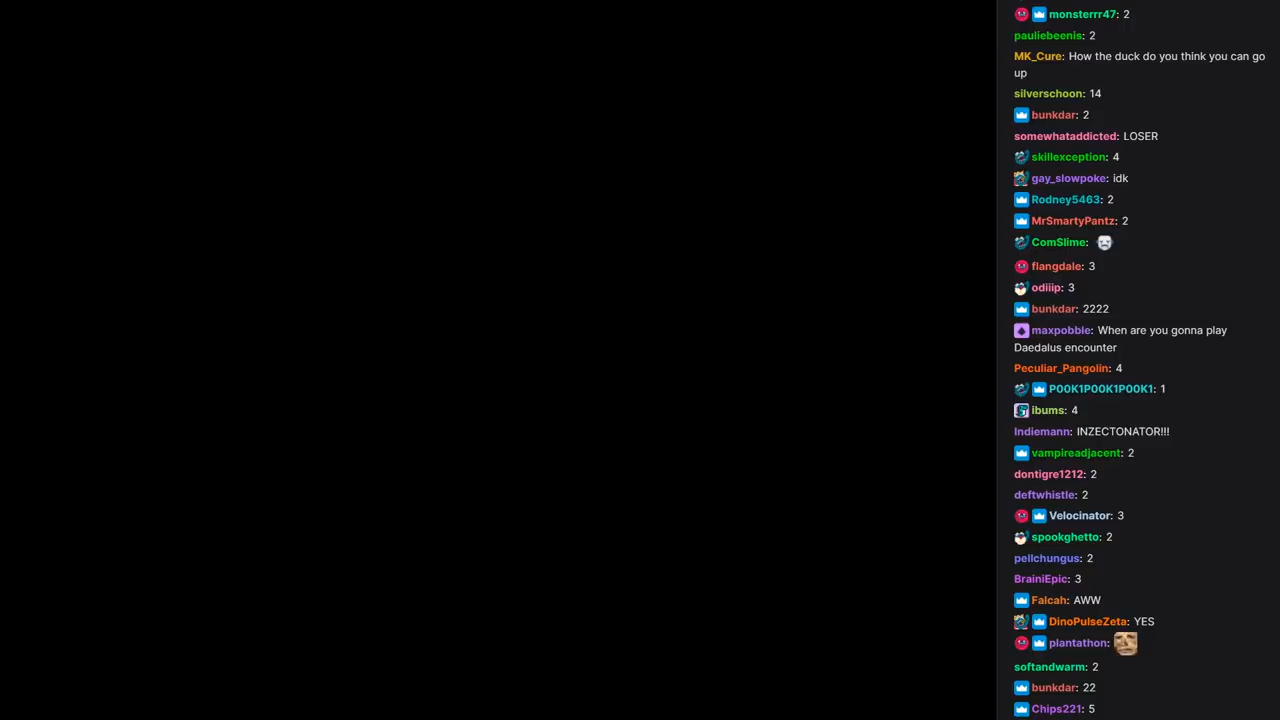 monsterrr47: 2
pauliebeenis: 2
MK_Cure: How the duck do you think you can go
up
silverschoon: 14
bunkdar: 2
somewhataddicted: LOSER
skillexception: 4
gay_slowpoke: idk
Rodney5463: 2
MrSmartyPantz: 2
ComSlime:
flangdale: 3
odiiip: 3
bunkdar: 2222
maxpobble: When are you gonna play
Daedalus encounter
Peculiar_Pangolin: 4
P00K1P00K1P00K1: 1
ibums: 4
Indiemann: INZECTONATOR!!!
vampireadjacent: 2
dontigre1212: 2
deftwhistle: 2
Velocinator: 3
spookghetto: 2
pellchungus: 2
BrainiEpic: 3
Falcah: AWW
DinoPulseZeta: YES
plantathon:
softandwarm: 2
bunkdar: 22
Chips221: 5